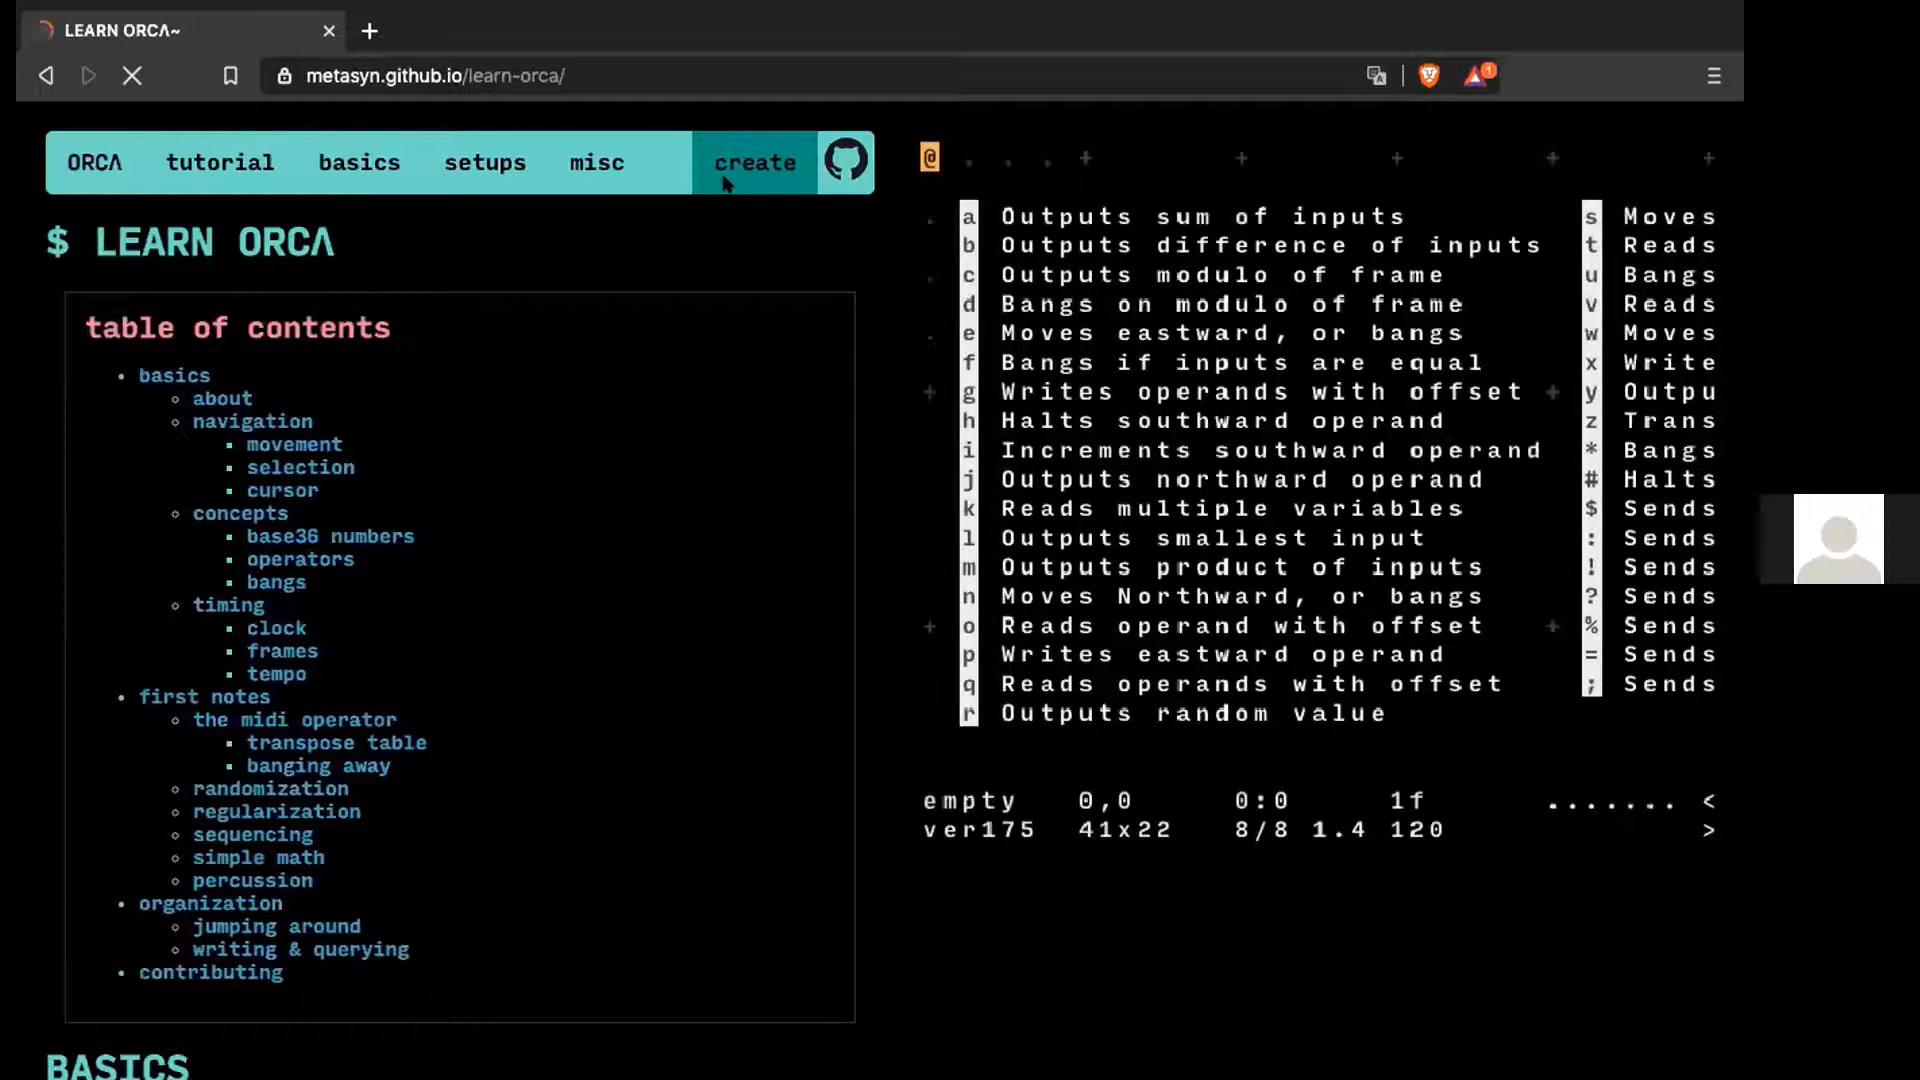 LEARN ORCΛ~
metasyn.github.io/learn-orca/
1
ORCΛ tutorial basics setups misc create
$ LEARN ORCΛ
table of contents
basics
about
navigation
movement
selection
cursor
concepts
base36 numbers
operators
bangs
timing
clock
frames
tempo
first notes
the midi operator
transpose table
banging away
randomization
regularization
sequencing
simple math
percussion
organization
jumping around
writing & querying
contributing
BASICS
@ . . . + + + + +
. a Outputs sum of inputs s Moves
b Outputs difference of inputs t Reads
. c Outputs modulo of frame u Bangs
d Bangs on modulo of frame v Reads
. e Moves eastward, or bangs w Moves
f Bangs if inputs are equal x Write
+ g Writes operands with offset + y Outpu
h Halts southward operand z Trans
i Increments southward operand * Bangs
j Outputs northward operand # Halts
k Reads multiple variables $ Sends
l Outputs smallest input : Sends
m Outputs product of inputs ! Sends
n Moves Northward, or bangs ? Sends
+ o Reads operand with offset + % Sends
p Writes eastward operand = Sends
q Reads operands with offset ; Sends
r Outputs random value
empty 0,0 0:0 1f ....... <
ver175 41x22 8/8 1.4 120 >